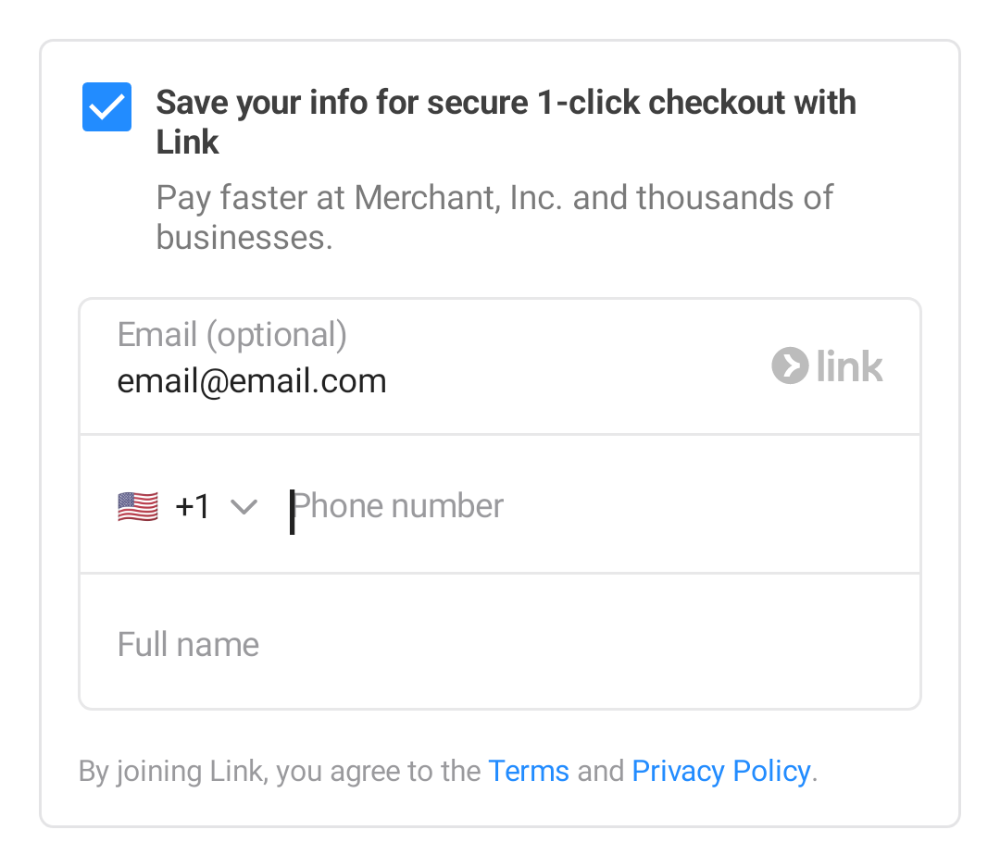 Save your info for secure 1-click checkout with
Link
Pay faster at Merchant, Inc. and thousands of
businesses.
Email (optional)
email@email.com
link
+1 Phone number
Full name
By joining Link, you agree to the Terms and Privacy Policy.